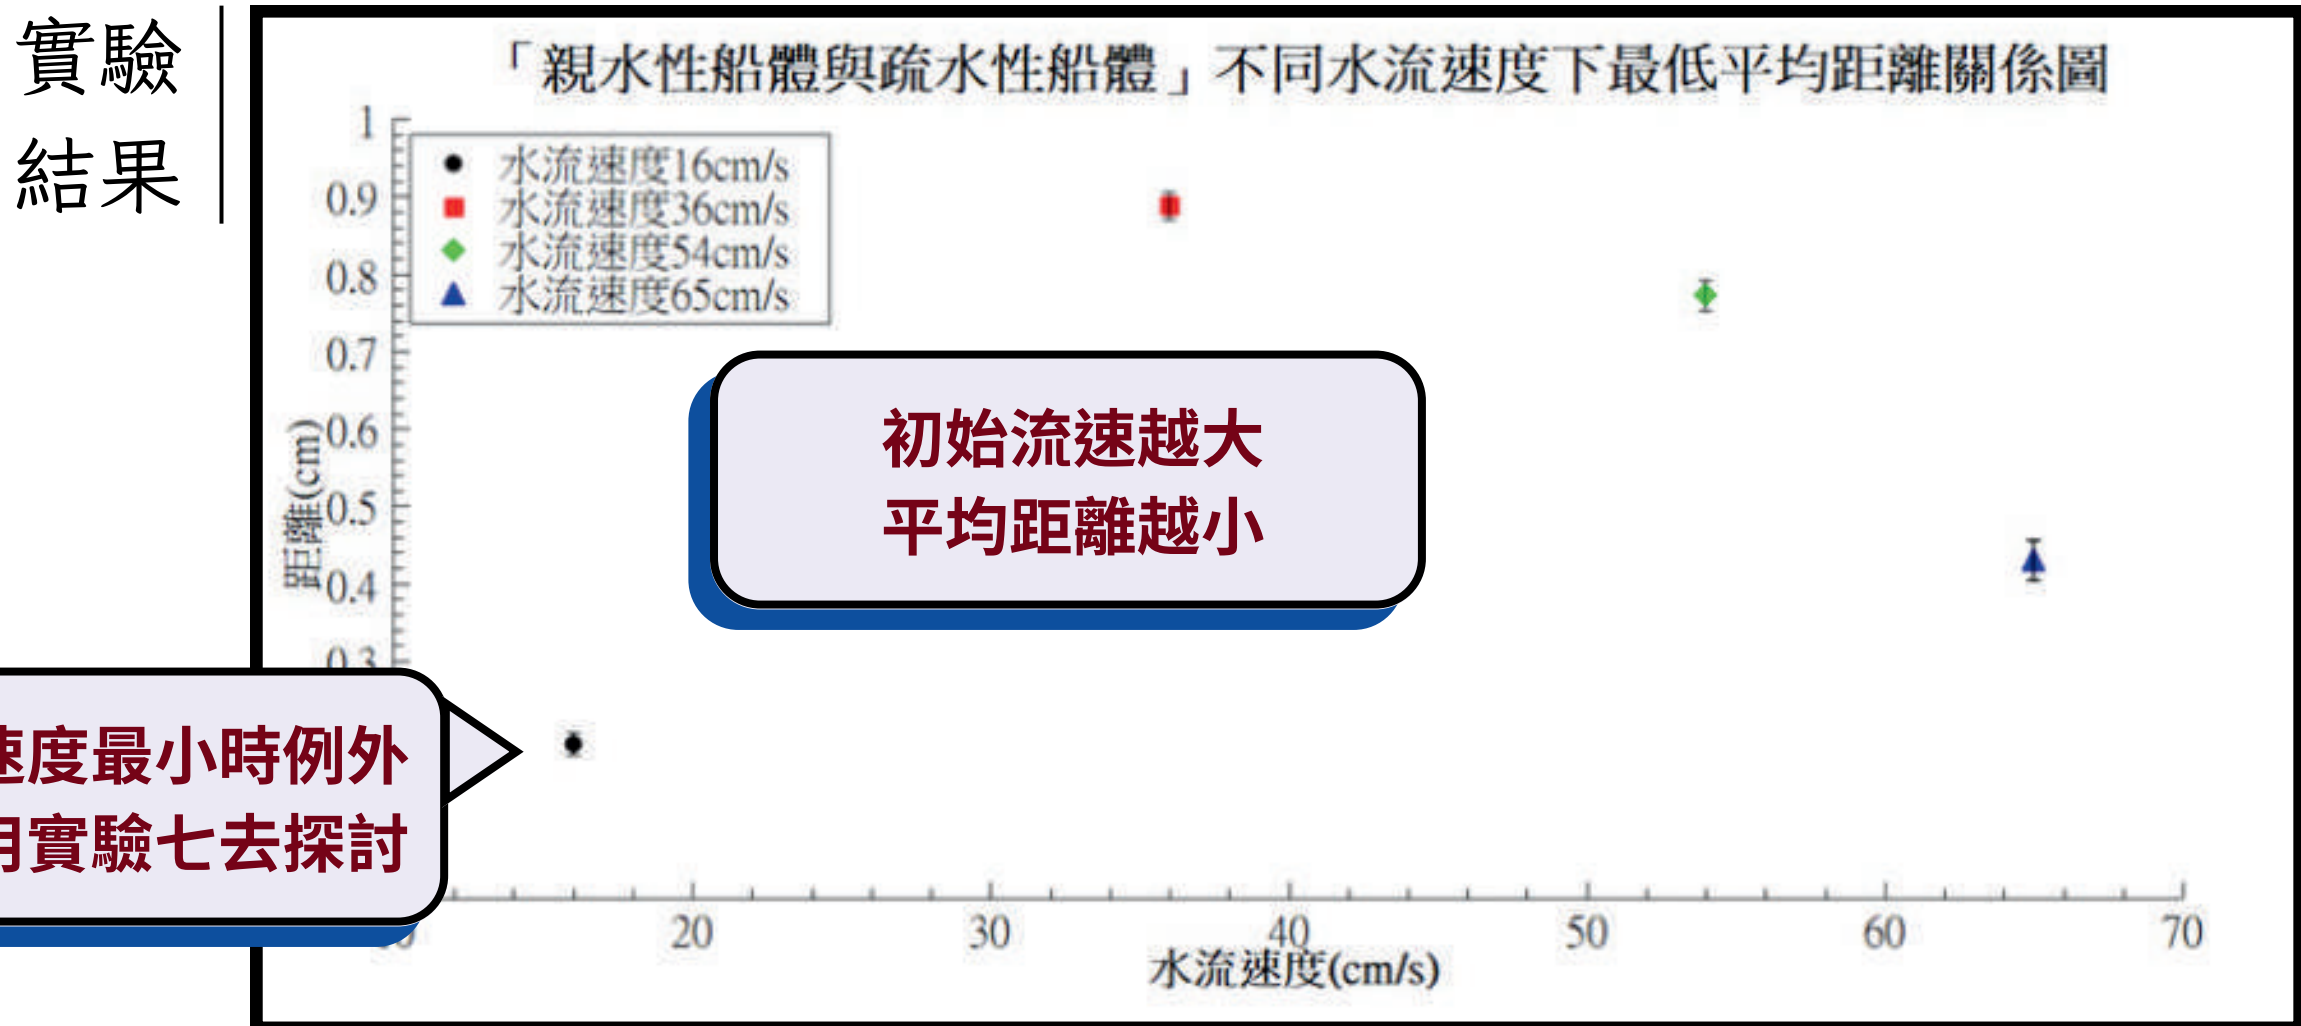 實驗
結果
「親水性船體與疏水性船體」不同水流速度下最低平均距離關係圖
水流速度16cm/s
水流速度36cm/s
水流速度54cm/s
水流速度65cm/s
1
0.9
0.8
0.7
0.6
0.5
0.4
0.3
距離(cm)
初始流速越大
平均距離越小
速度最小時例外
用實驗七去探討
20
30
40
50
60
70
水流速度(cm/s)